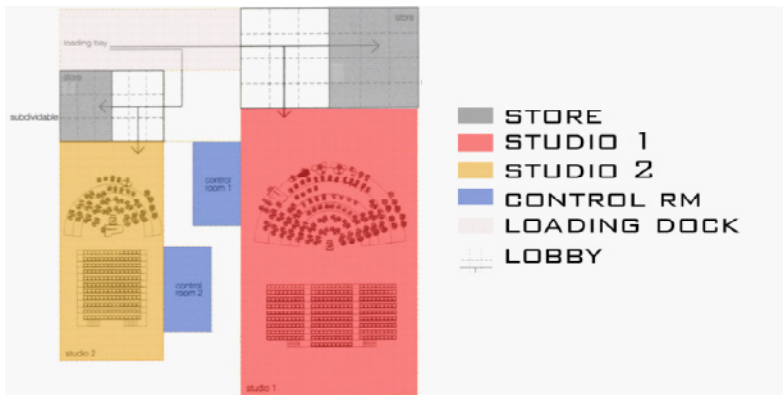 store
loading bay
store
subdividable
control
room 1
control
room 2
studio 2
studio 1
STORE
STUDIO 1
STUDIO 2
CONTROL RM
LOADING DOCK
LOBBY